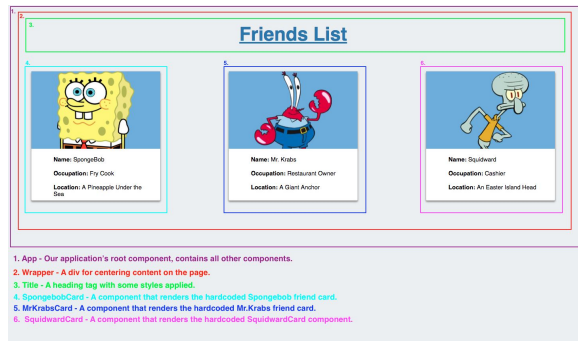 1.
2.
3.
Friends List
4.
5.
6.
Name: SpongeBob
Occupation: Fry Cook
Location: A Pineapple Under the
Sea
Name: Mr. Krabs
Occupation: Restaurant Owner
Location: A Giant Anchor
Name: Squidward
Occupation: Cashier
Location: An Easter Island Head
1. App - Our application's root component, contains all other components.
2. Wrapper - A div for centering content on the page.
3. Title - A heading tag with some styles applied.
4. SpongebobCard - A component that renders the hardcoded Spongebob friend card.
5. MrKrabsCard - A component that renders the hardcoded Mr.Krabs friend card.
6. SquidwardCard - A component that renders the hardcoded SquidwardCard component.